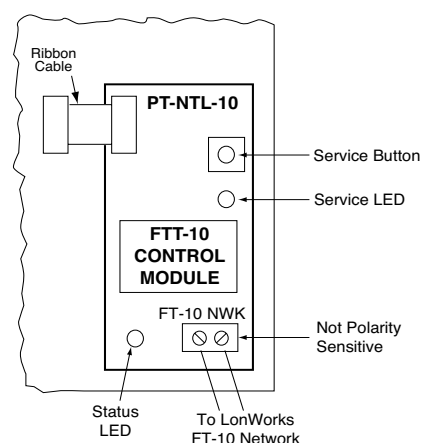 Ribbon
Cable
PT-NTL-10
Service Button
Service LED
FTT-10
CONTROL
MODULE
FT-10 NWK
Not Polarity
Sensitive
Status
LED
To LonWorks
FT-10 Network